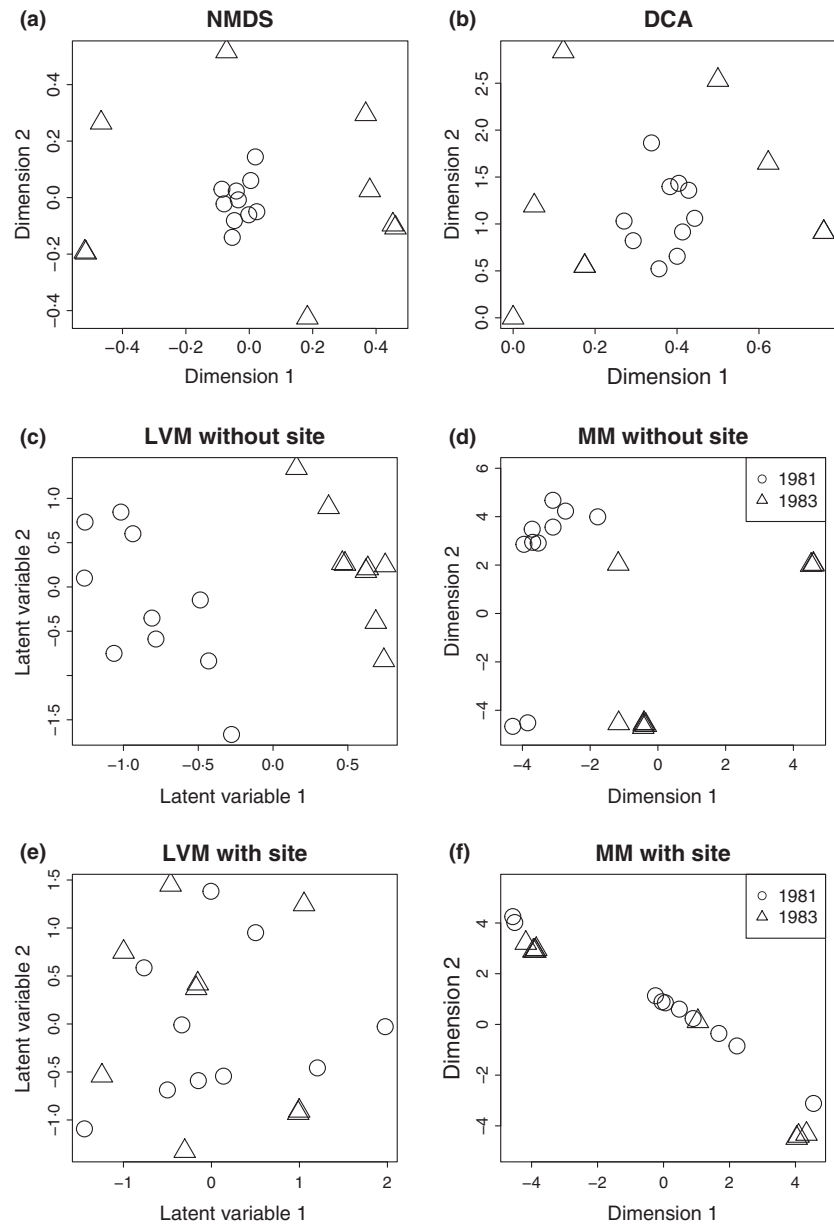 (a) NMDS
Dimension 2
0·4
0·2
0·0
−0·2
−0·4
−0·4 −0·2 0·0 0·2 0·4
Dimension 1
(b) DCA
Dimension 2
2·5
2·0
1·5
1·0
0·5
0·0
0·0 0·2 0·4 0·6
Dimension 1
(c) LVM without site
Latent variable 2
1·0
0·5
0·0
−0·5
−1·5
−1·0 −0·5 0·0 0·5
Latent variable 1
(d) MM without site
1981
1983
Dimension 2
6
4
2
0
−2
−4
−4 −2 0 2 4
Dimension 1
(e) LVM with site
Latent variable 2
1·5
1·0
0·5
0·0
−0·5
−1·0
−1 0 1 2
Latent variable 1
(f) MM with site
1981
1983
Dimension 2
4
2
0
−2
−4
−4 −2 0 2 4
Dimension 1